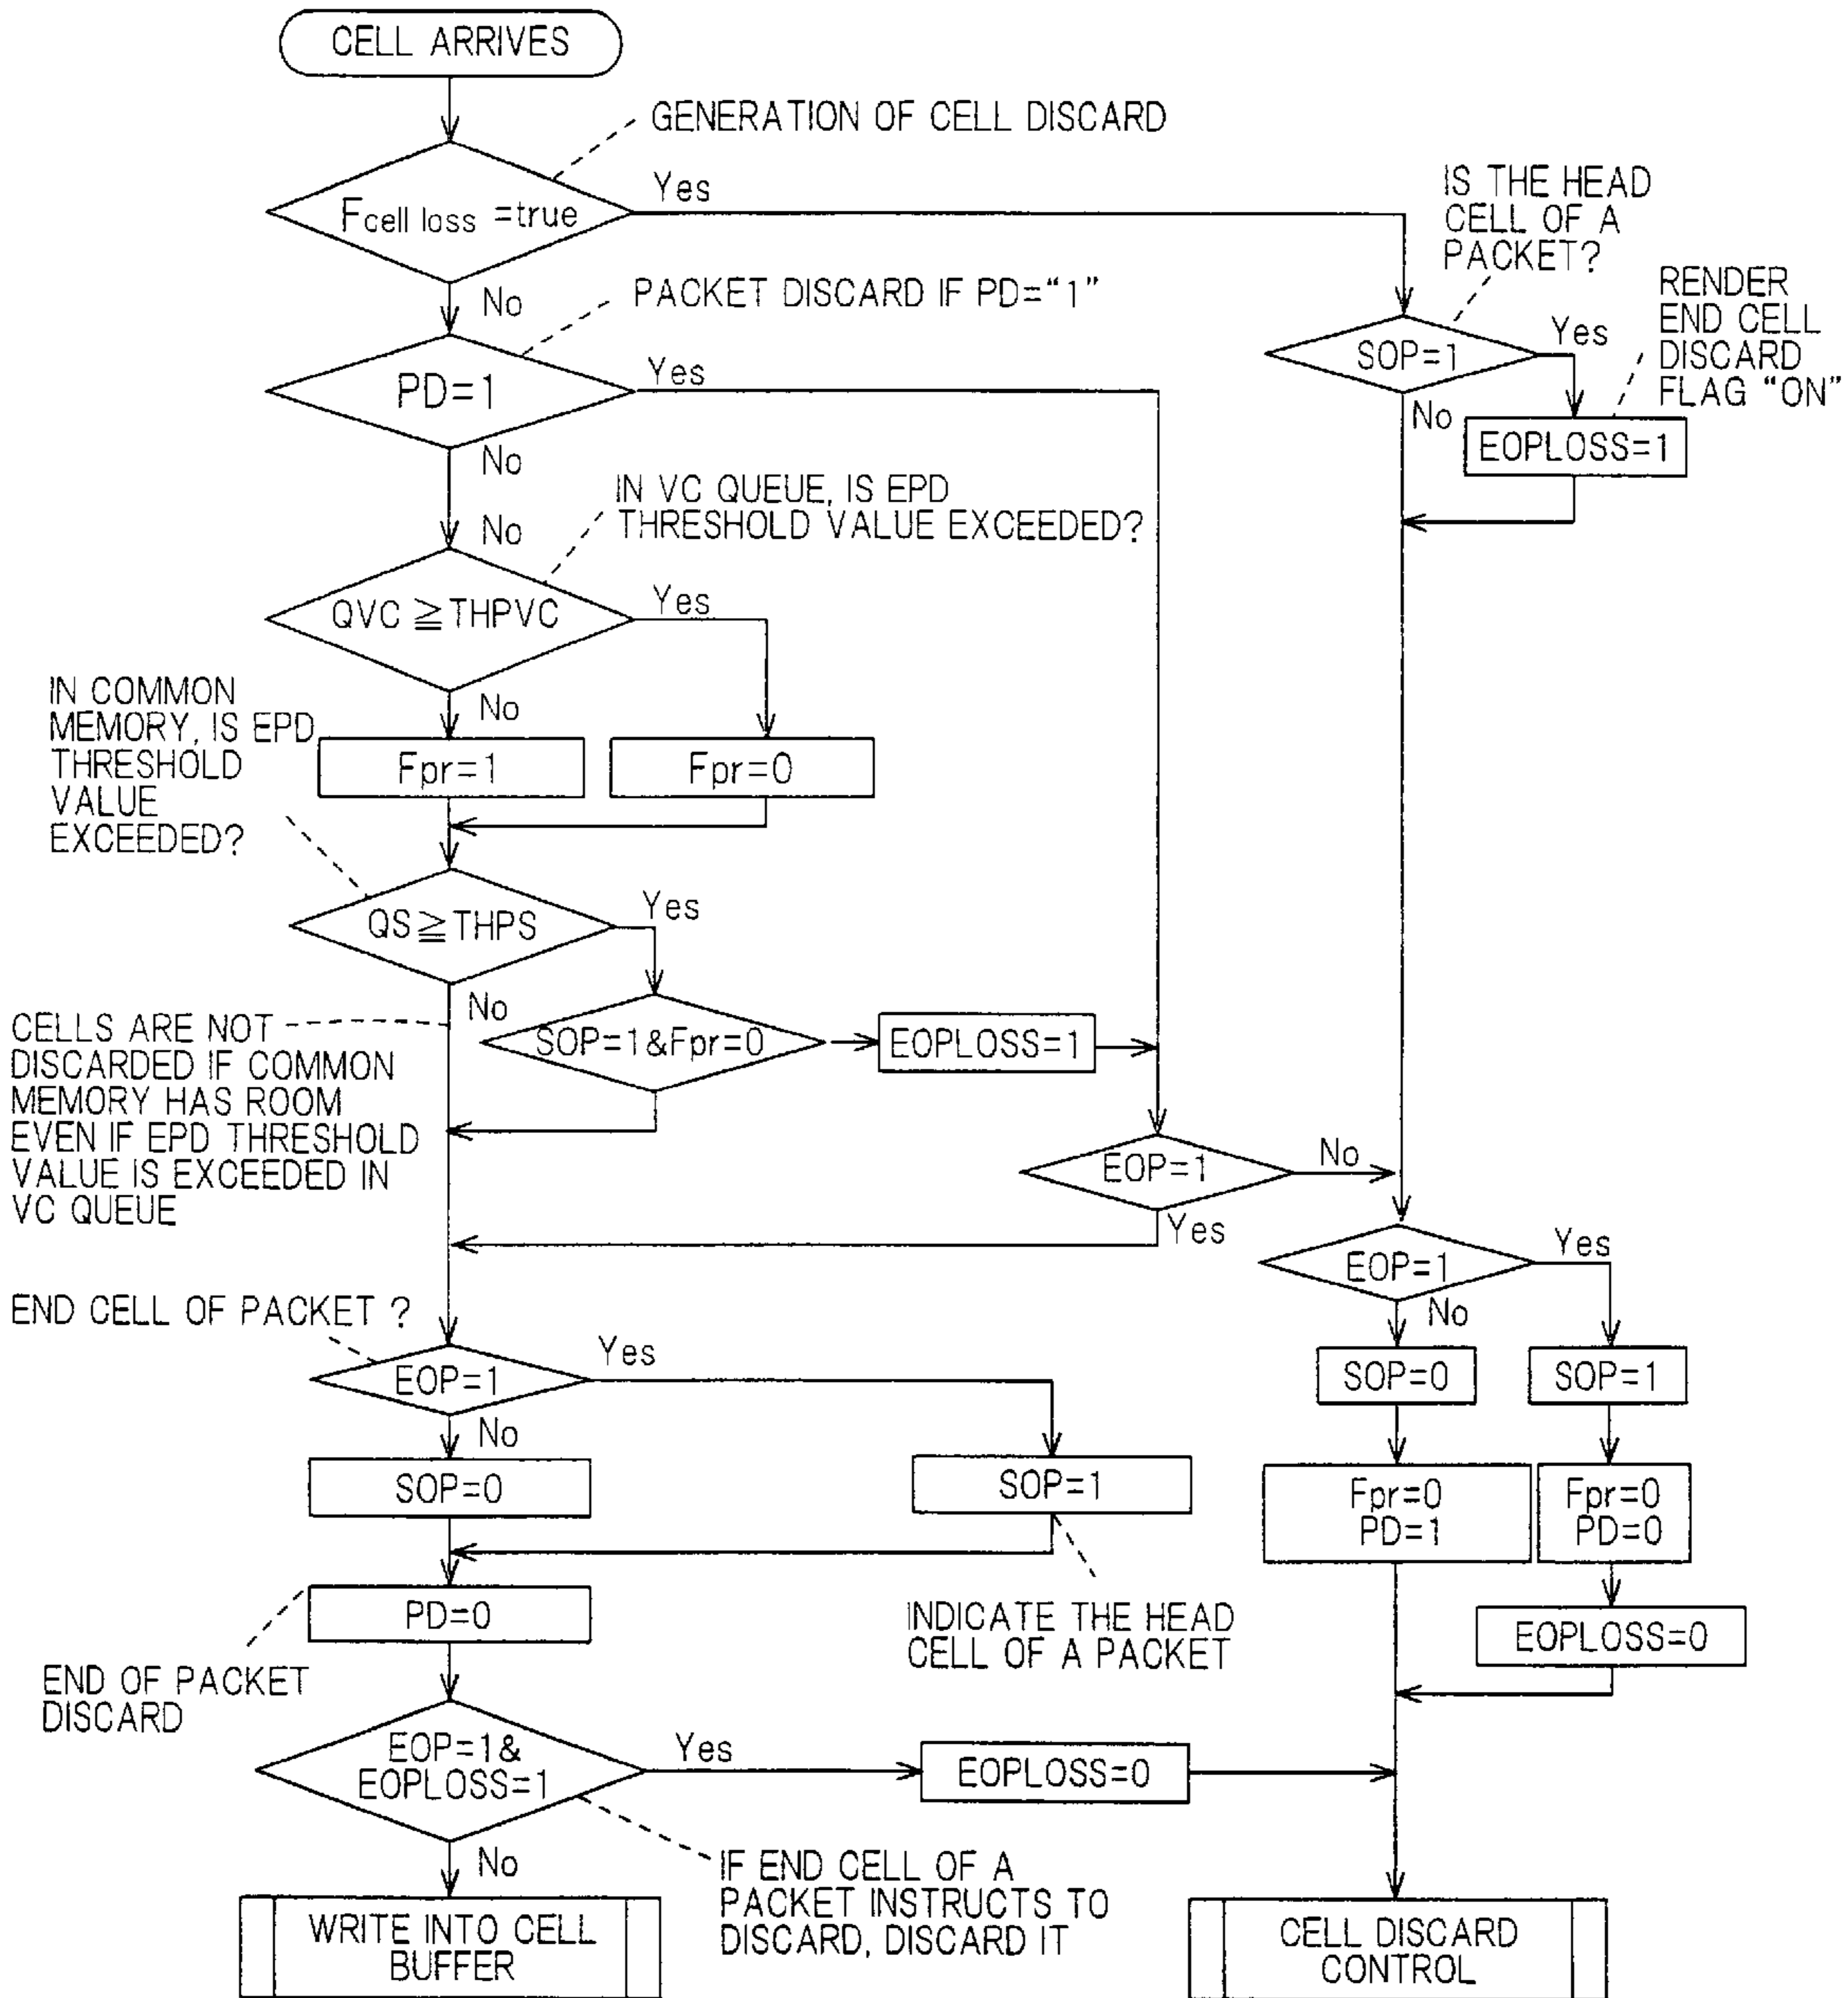 CELL ARRIVES
GENERATION OF CELL DISCARD
Fcell loss =true
Yes
No
IS THE HEAD
CELL OF A
PACKET?
RENDER
END CELL
DISCARD
FLAG "ON"
PACKET DISCARD IF PD="1"
PD=1
Yes
No
SOP=1
Yes
No
EOPLOSS=1
No
IN VC QUEUE, IS EPD
THRESHOLD VALUE EXCEEDED?
QVC ≧ THPVC
Yes
No
IN COMMON
MEMORY, IS EPD
THRESHOLD
VALUE
EXCEEDED?
Fpr=1
Fpr=0
QS≧THPS
Yes
No
CELLS ARE NOT
DISCARDED IF COMMON
MEMORY HAS ROOM
EVEN IF EPD THRESHOLD
VALUE IS EXCEEDED IN
VC QUEUE
SOP=1&Fpr=0
EOPLOSS=1
EOP=1
No
Yes
EOP=1
Yes
No
END CELL OF PACKET ?
EOP=1
Yes
No
SOP=0
SOP=1
SOP=0
SOP=1
Fpr=0
PD=1
Fpr=0
PD=0
PD=0
INDICATE THE HEAD
CELL OF A PACKET
EOPLOSS=0
END OF PACKET
DISCARD
EOP=1&
EOPLOSS=1
Yes
No
EOPLOSS=0
IF END CELL OF A
PACKET INSTRUCTS TO
DISCARD, DISCARD IT
WRITE INTO CELL
BUFFER
CELL DISCARD
CONTROL